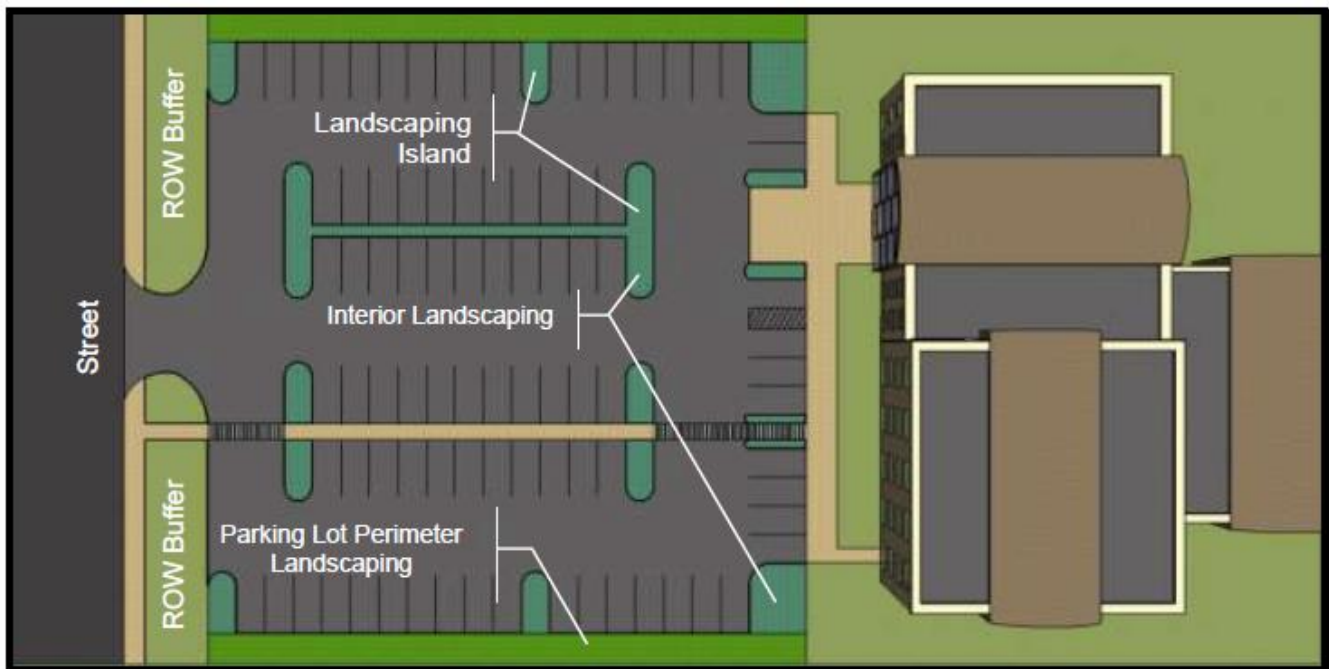 ROW Buffer
Landscaping
Island
Interior Landscaping
Street
Parking Lot Perimeter
Landscaping
ROW Buffer